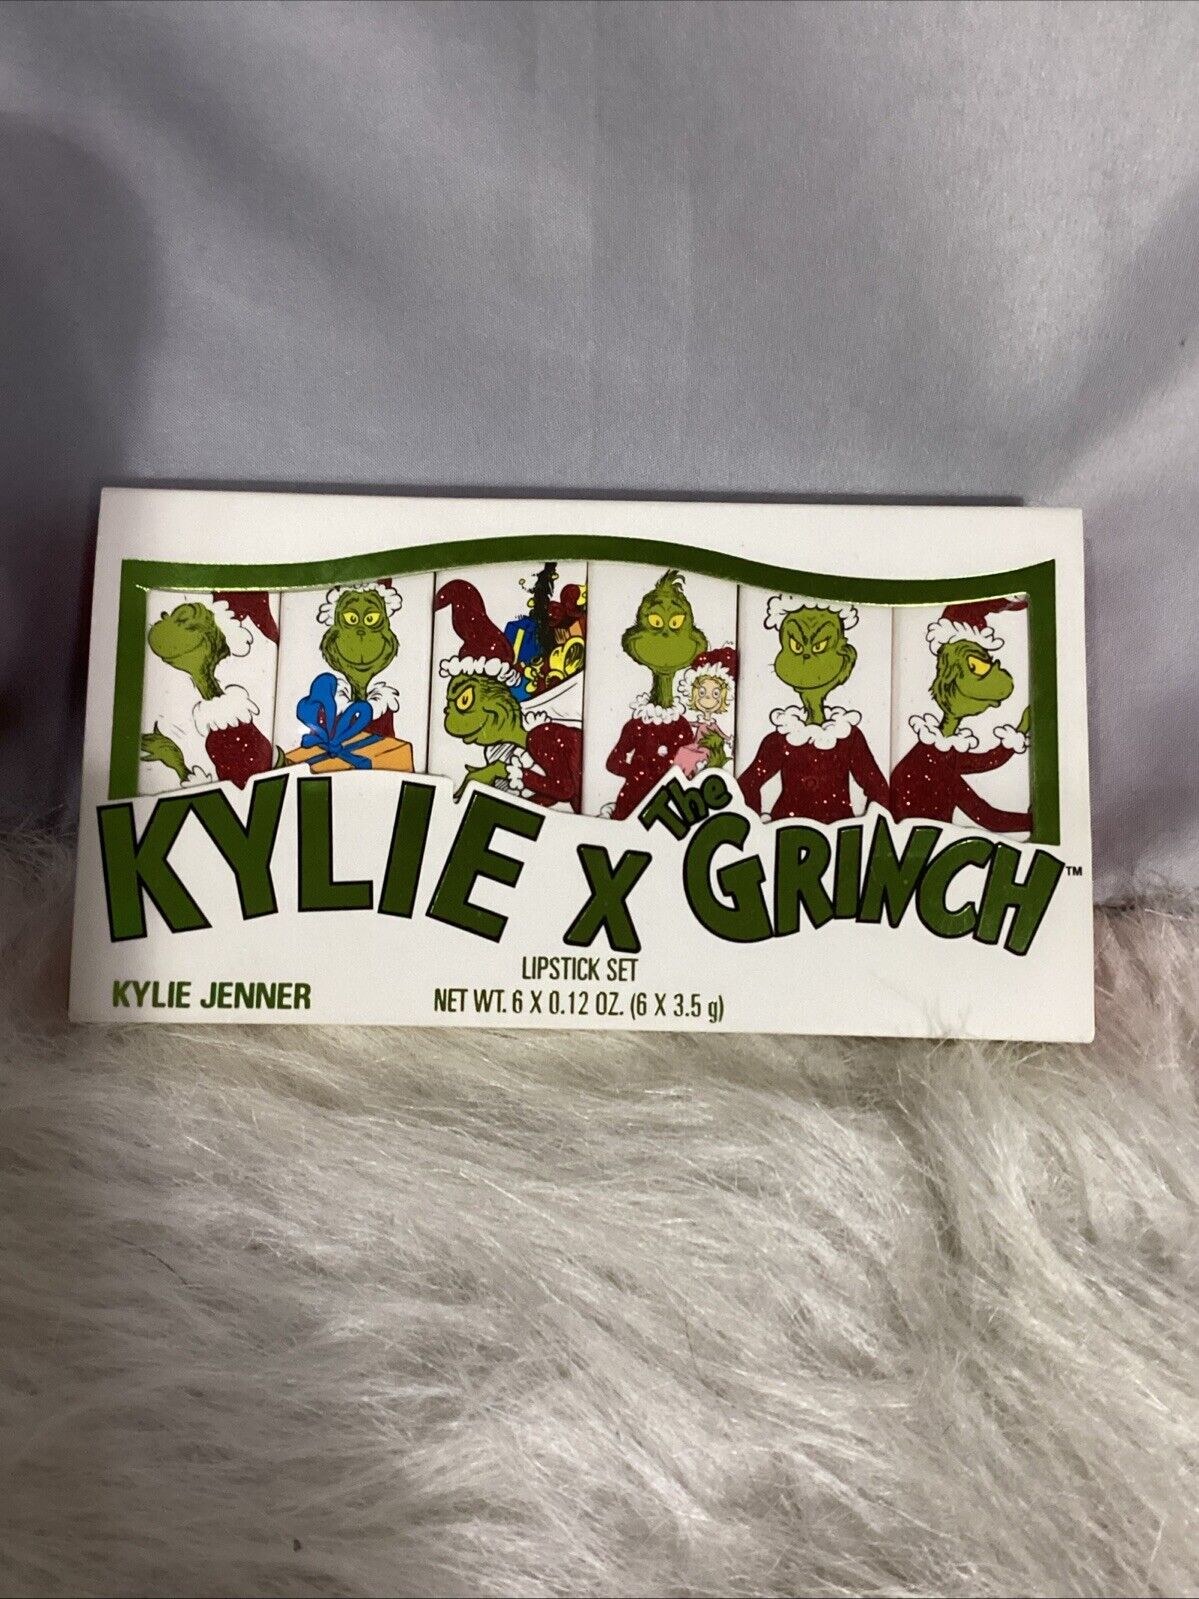 KYLIE X The GRINCH™
LIPSTICK SET
KYLIE JENNER
NET WT. 6 X 0.12 OZ. (6 X 3.5 g)